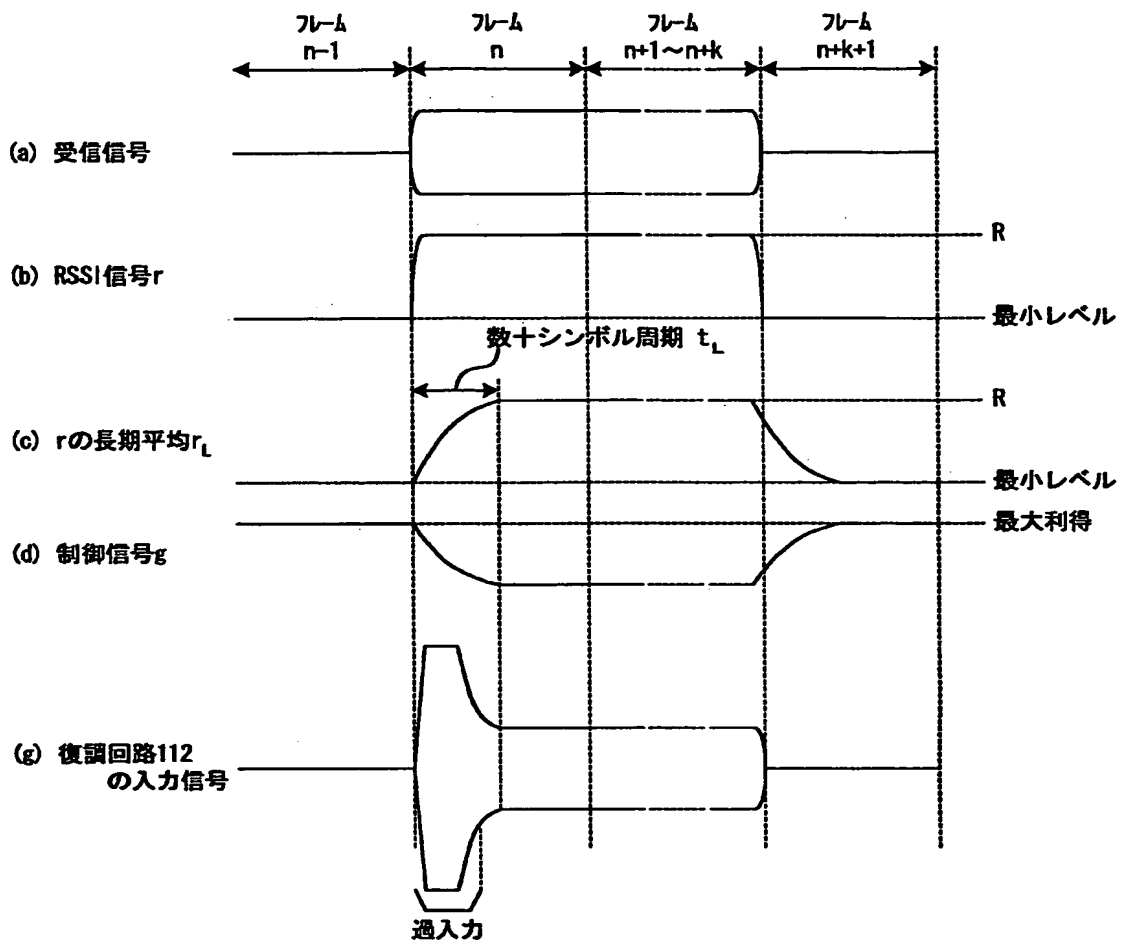 フレーム フレーム フレーム フレーム
n-1 n n+1～n+k n+k+1
(a) 受信信号
R
(b) RSSI信号r
最小レベル
数十シンボル周期 tL
R
(c) rの長期平均rL
最小レベル
最大利得
(d) 制御信号g
(g) 復調回路112
の入力信号
過入力